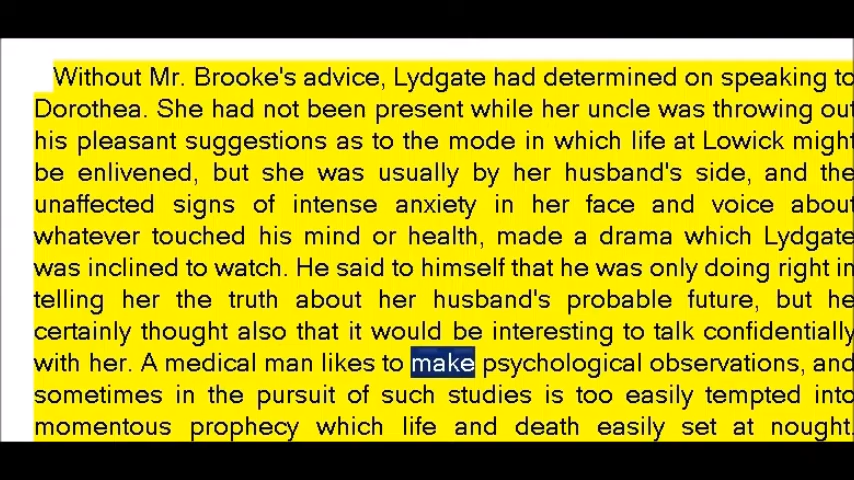 Without Mr. Brooke's advice, Lydgate had determined on speaking to
Dorothea. She had not been present while her uncle was throwing out
his pleasant suggestions as to the mode in which life at Lowick might
be enlivened, but she was usually by her husband's side, and the
unaffected signs of intense anxiety in her face and voice about
whatever touched his mind or health, made a drama which Lydgate
was inclined to watch. He said to himself that he was only doing right in
telling her the truth about her husband's probable future, but he
certainly thought also that it would be interesting to talk confidentially
with her. A medical man likes to make psychological observations, and
sometimes in the pursuit of such studies is too easily tempted into
momentous prophecy which life and death easily set at nought.